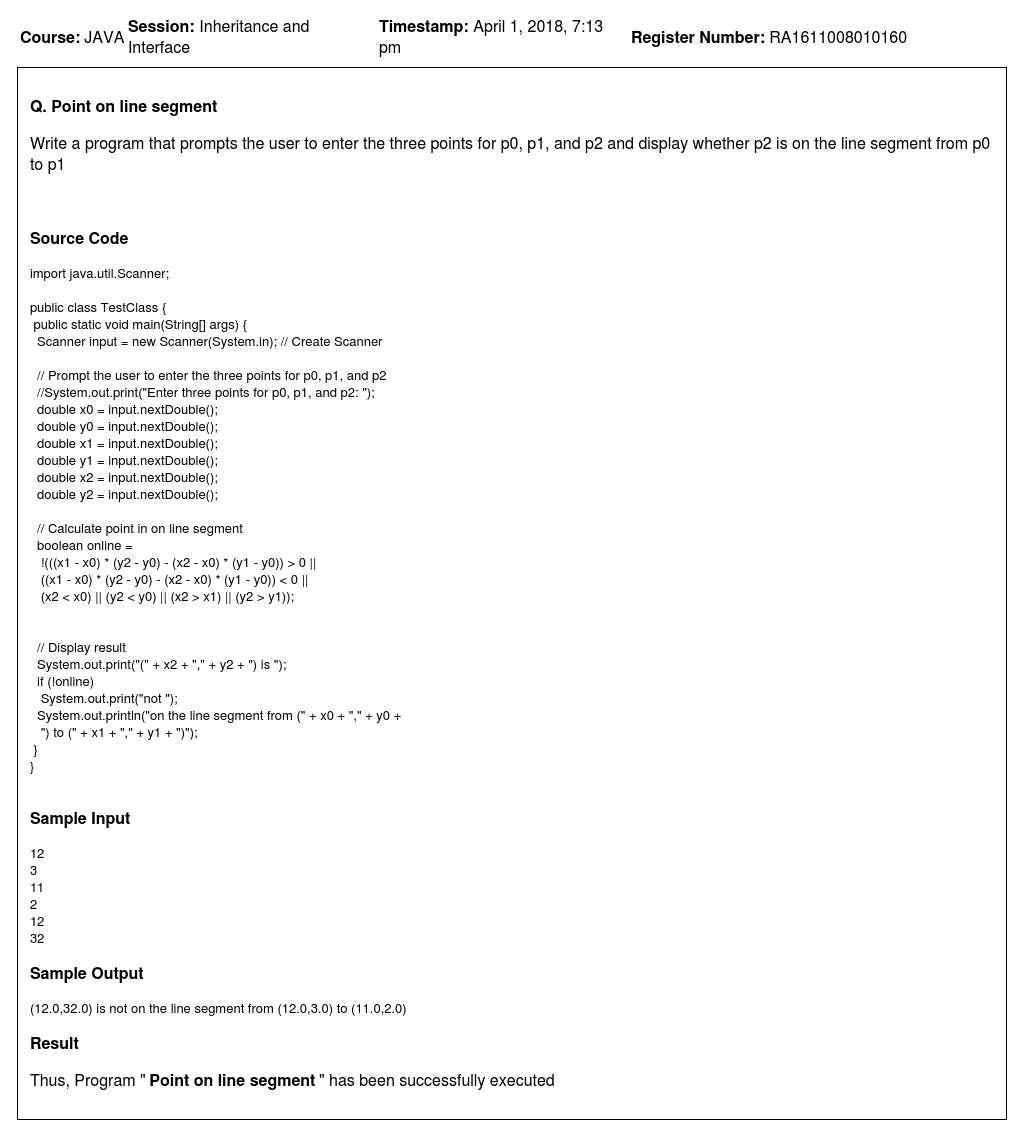 Course: JAVA Session: Inheritance and Interface Timestamp: April 1, 2018, 7:13 pm Register Number: RA1611008010160
Q. Point on line segment
Write a program that prompts the user to enter the three points for p0, p1, and p2 and display whether p2 is on the line segment from p0
to p1
Source Code
import java.util.Scanner;
public class TestClass {
public static void main(String[] args) {
Scanner input = new Scanner(System.in); // Create Scanner
// Prompt the user to enter the three points for p0, p1, and p2
//System.out.print("Enter three points for p0, p1, and p2: ");
double x0 = input.nextDouble();
double y0 = input.nextDouble();
double x1 = input.nextDouble();
double y1 = input.nextDouble();
double x2 = input.nextDouble();
double y2 = input.nextDouble();
// Calculate point in on line segment
boolean online =
!(((x1 - x0) * (y2 - y0) - (x2 - x0) * (y1 - y0)) > 0 ||
((x1 - x0) * (y2 - y0) - (x2 - x0) * (y1 - y0)) < 0 ||
(x2 < x0) || (y2 < y0) || (x2 > x1) || (y2 > y1));
// Display result
System.out.print("(" + x2 + "," + y2 + ") is ");
if (!online)
System.out.print("not ");
System.out.println("on the line segment from (" + x0 + "," + y0 +
") to (" + x1 + "," + y1 + ")");
}
}
Sample Input
12
3
11
2
12
32
Sample Output
(12.0,32.0) is not on the line segment from (12.0,3.0) to (11.0,2.0)
Result
Thus, Program " Point on line segment " has been successfully executed